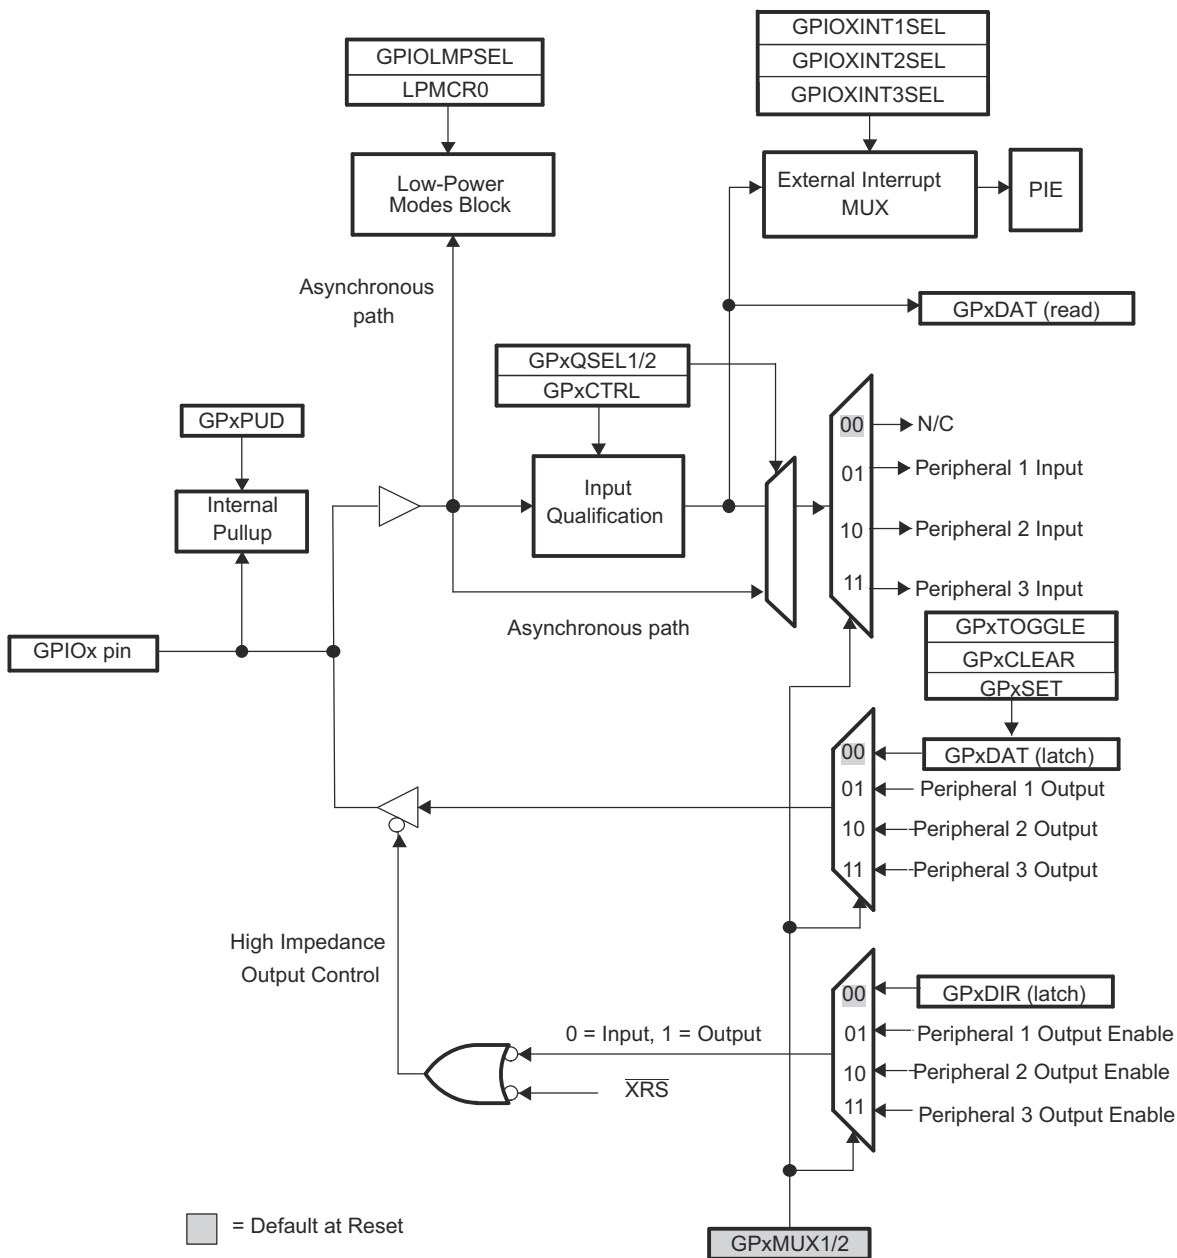 GPIOLMPSEL
LPMCR0
Low-Power
Modes Block
Asynchronous
path
GPIOXINT1SEL
GPIOXINT2SEL
GPIOXINT3SEL
External Interrupt
MUX
PIE
GPxDAT (read)
GPxQSEL1/2
GPxCTRL
GPxPUD
Internal
Pullup
Input
Qualification
00
N/C
01
Peripheral 1 Input
10
Peripheral 2 Input
11
Peripheral 3 Input
Asynchronous path
GPIOx pin
GPxTOGGLE
GPxCLEAR
GPxSET
00
GPxDAT (latch)
01
Peripheral 1 Output
10
Peripheral 2 Output
11
Peripheral 3 Output
High Impedance
Output Control
00
GPxDIR (latch)
0 = Input, 1 = Output
01
Peripheral 1 Output Enable
10
Peripheral 2 Output Enable
XRS
11
Peripheral 3 Output Enable
= Default at Reset
GPxMUX1/2